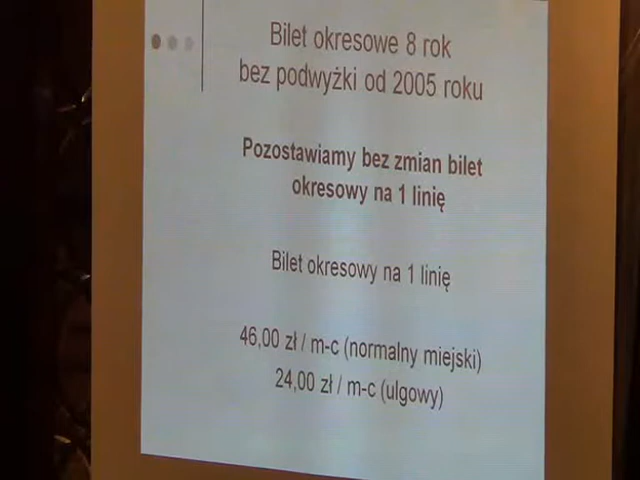 Bilet okresowe 8 rok
bez podwyżki od 2005 roku
Pozostawiamy bez zmian bilet
okresowy na 1 linię
Bilet okresowy na 1 linię
46,00 zł / m-c (normalny miejski)
24,00 zł / m-c (ulgowy)